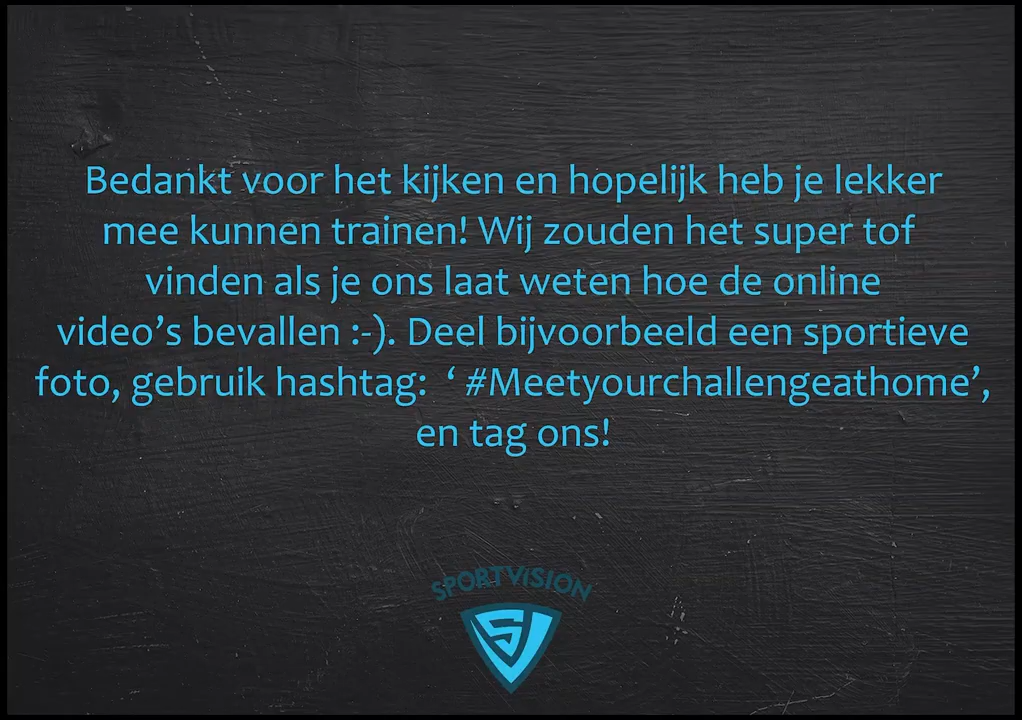 Bedankt voor het kijken en hopelijk heb je lekker
mee kunnen trainen! Wij zouden het super tof
vinden als je ons laat weten hoe de online
video’s bevallen :-). Deel bijvoorbeeld een sportieve
foto, gebruik hashtag: ‘ #Meetyourchallengeathome’,
en tag ons!
SPORTVISION